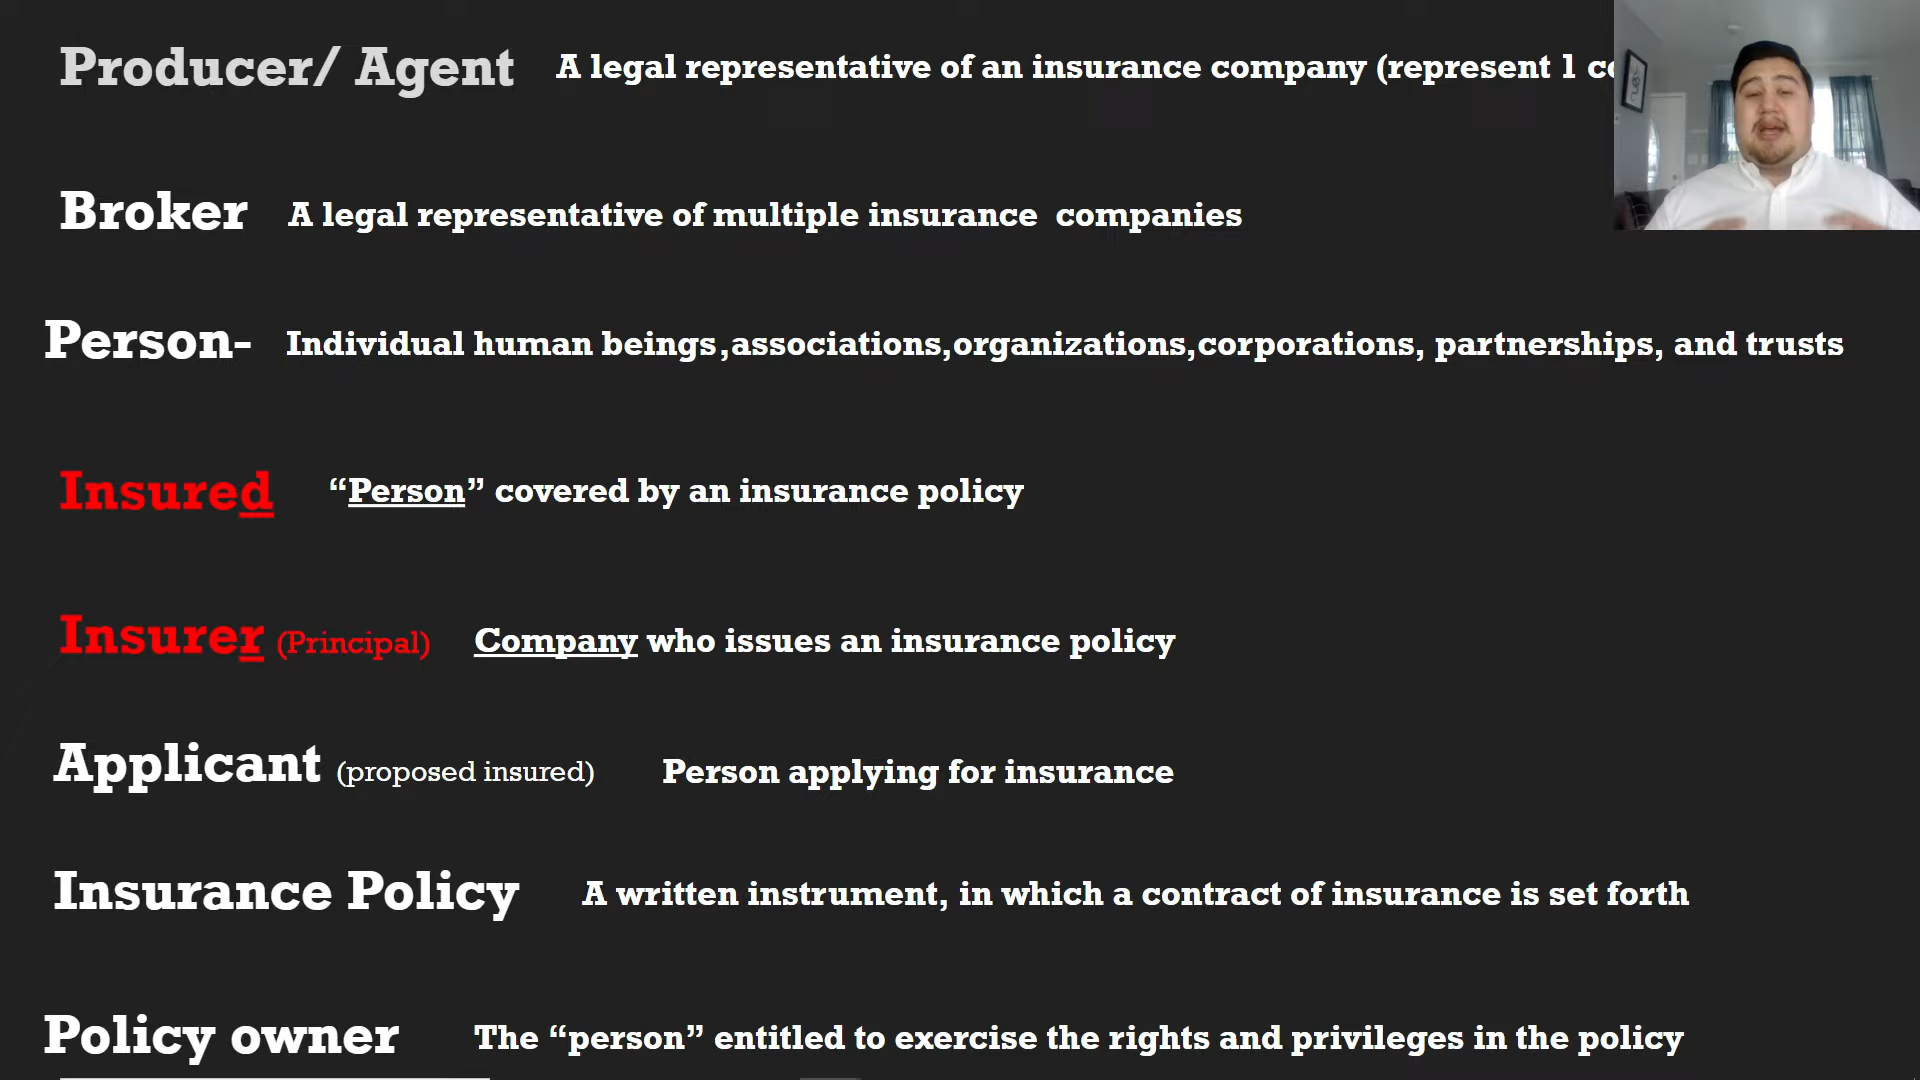 Producer/ Agent A legal representative of an insurance company (represent 1
Broker A legal representative of multiple insurance companies
Person- Individual human beings,associations,organizations,corporations, partnerships, and trusts
Insured “Person” covered by an insurance policy
Insurer (Principal) Company who issues an insurance policy
Applicant (proposed insured) Person applying for insurance
Insurance Policy A written instrument, in which a contract of insurance is set forth
Policy owner The “person” entitled to exercise the rights and privileges in the policy